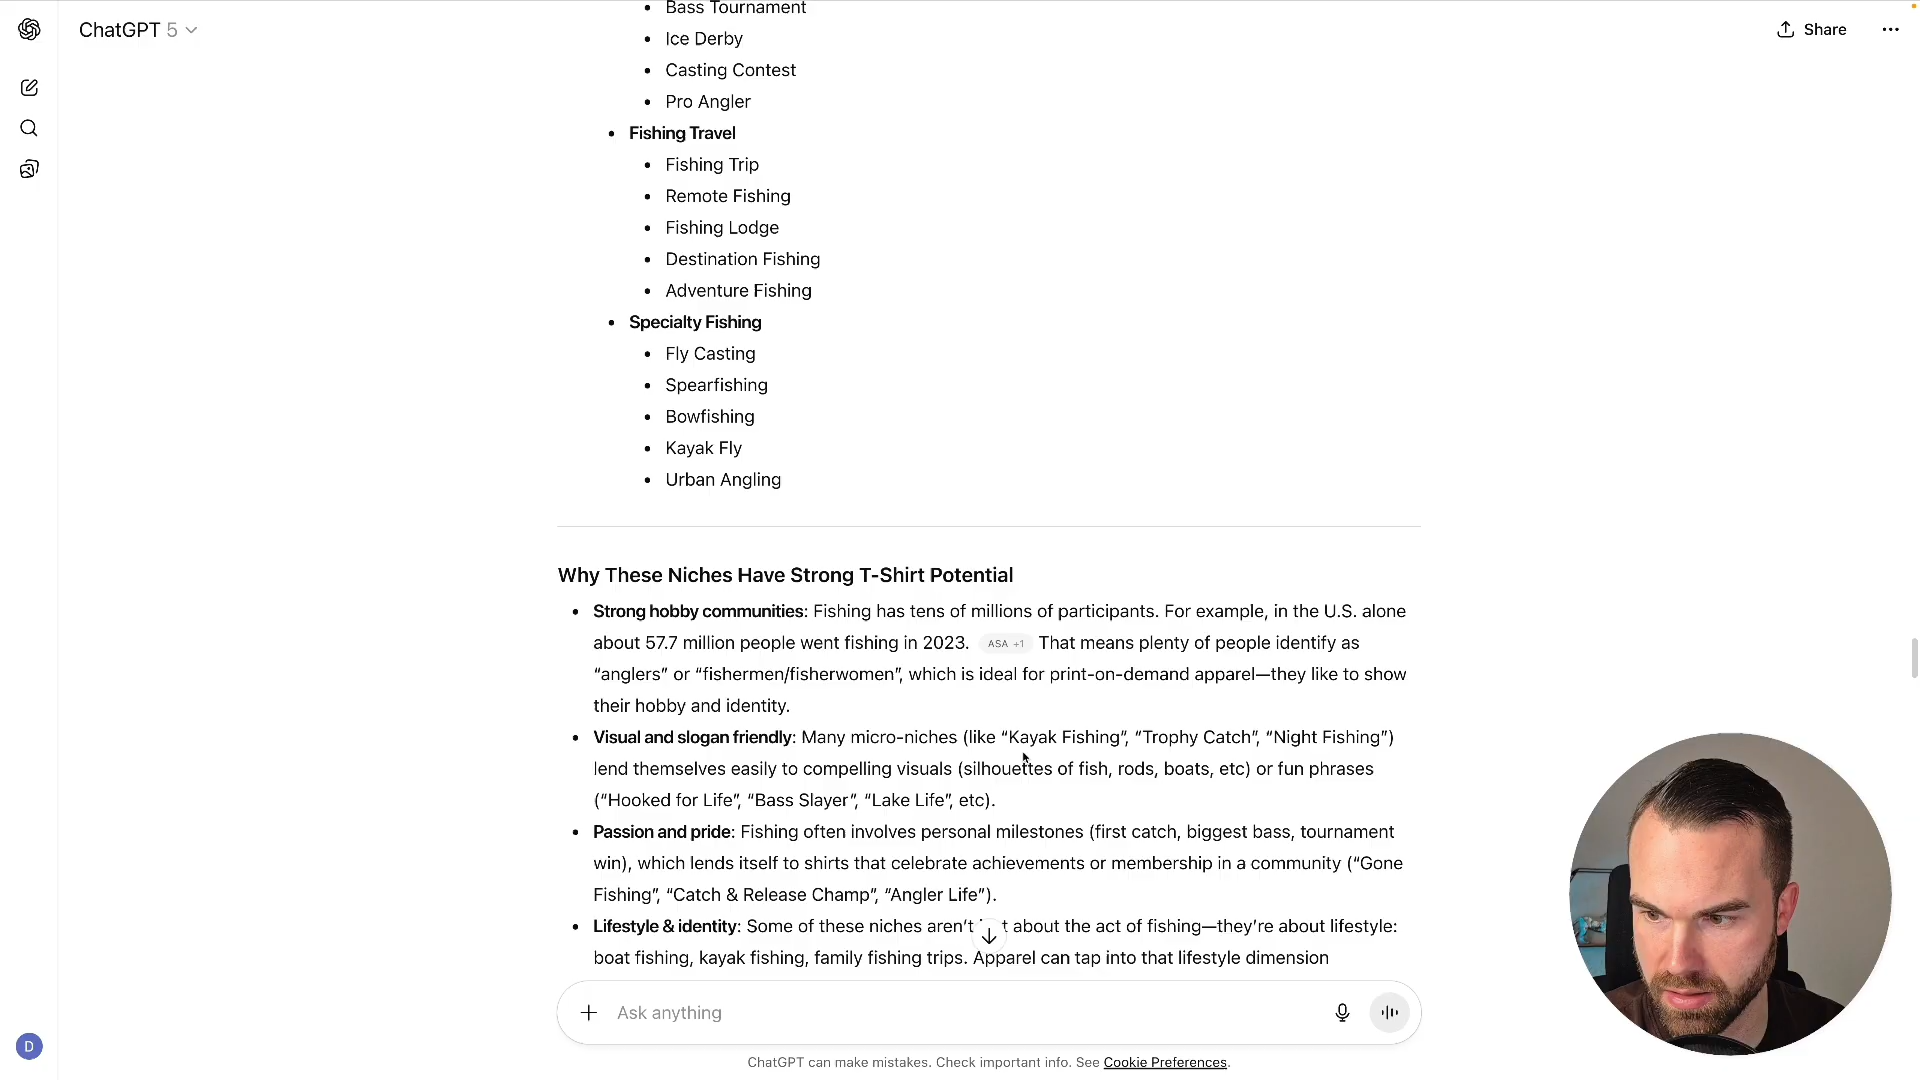 ChatGPT 5
Share
Bass Tournament
Ice Derby
Casting Contest
Pro Angler
Fishing Travel
Fishing Trip
Remote Fishing
Fishing Lodge
Destination Fishing
Adventure Fishing
Specialty Fishing
Fly Casting
Spearfishing
Bowfishing
Kayak Fly
Urban Angling
Why These Niches Have Strong T-Shirt Potential
Strong hobby communities: Fishing has tens of millions of participants. For example, in the U.S. alone
about 57.7 million people went fishing in 2023. ASA +1 That means plenty of people identify as
“anglers” or “fishermen/fisherwomen”, which is ideal for print-on-demand apparel—they like to show
their hobby and identity.
Visual and slogan friendly: Many micro-niches (like “Kayak Fishing”, “Trophy Catch”, “Night Fishing”)
lend themselves easily to compelling visuals (silhouettes of fish, rods, boats, etc) or fun phrases
(“Hooked for Life”, “Bass Slayer”, “Lake Life”, etc).
Passion and pride: Fishing often involves personal milestones (first catch, biggest bass, tournament
win), which lends itself to shirts that celebrate achievements or membership in a community (“Gone
Fishing”, “Catch & Release Champ”, “Angler Life”).
Lifestyle & identity: Some of these niches aren’t about the act of fishing—they’re about lifestyle:
boat fishing, kayak fishing, family fishing trips. Apparel can tap into that lifestyle dimension
Ask anything
D
ChatGPT can make mistakes. Check important info. See Cookie Preferences.